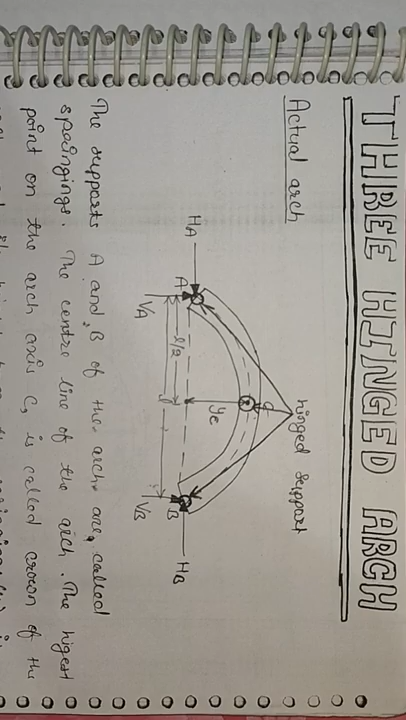 THREE HINGED ARCH
Actual arch
hinged support
C
yc
HA
A
B
HB
l/2
l
VA
VB
The supports A and B of the arch are called
springings. The centre line of the arch. The higest
point on the arch axis C, is called crown of the